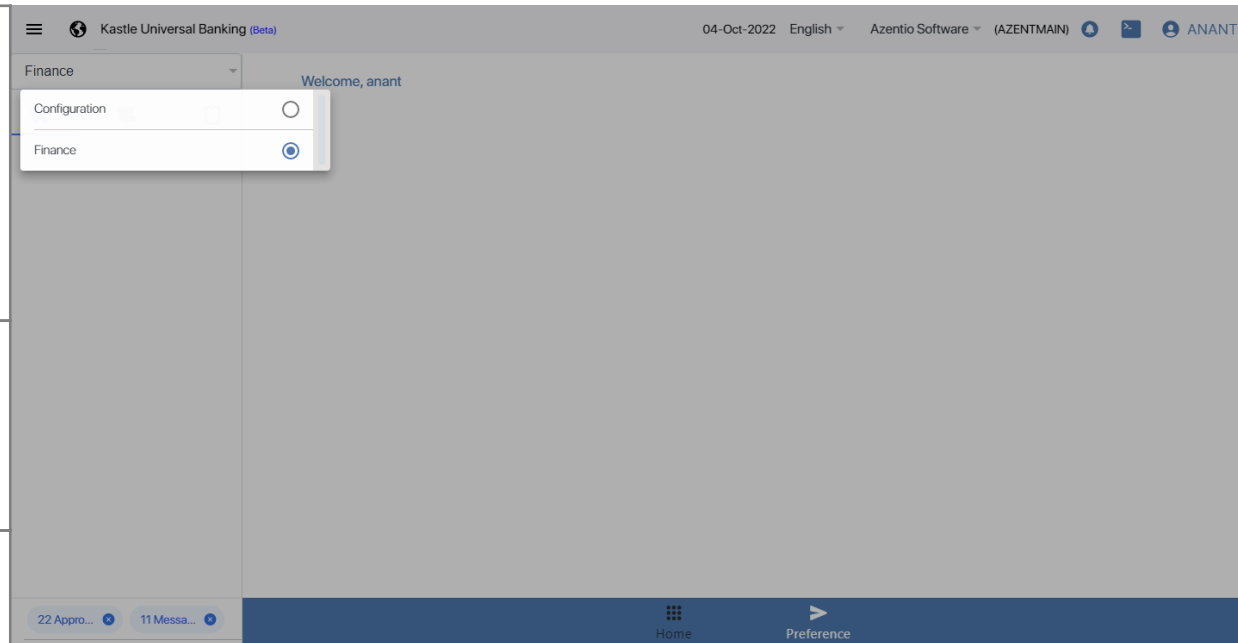 Kastle Universal Banking (Beta) 04-Oct-2022 English Azentio Software (AZENTMAIN) ANANT
Finance
Welcome, anant
Configuration
Finance
22 Appro... 11 Messa...
Home Preference